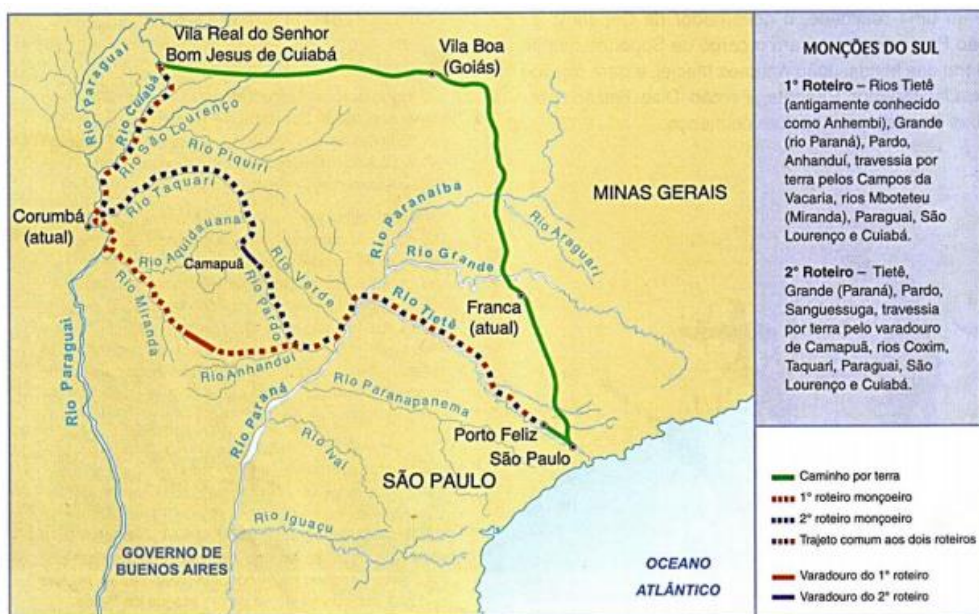 Vila Real do Senhor
Bom Jesus de Cuiabá
Vila Boa
(Goiás)
Rio Paraguai
Rio Cuiabá
Rio São Lourenço
Rio Piquiri
Rio Taquari
Corumbá
(atual)
Rio Aquidauana
Camapuã
Rio Verde
Rio Pardo
Rio Miranda
Rio Anhanduí
Rio Paraguai
Rio Paranaíba
MINAS GERAIS
Rio Araguari
Rio Grande
Franca
(atual)
Rio Tietê
Rio Paraná
Rio Paranapanema
Porto Feliz
São Paulo
Rio Ivaí
SÃO PAULO
Rio Iguaçu
GOVERNO DE
BUENOS AIRES
OCEANO
ATLÂNTICO
MONÇÕES DO SUL
1º Roteiro – Rios Tietê
(antigamente conhecido
como Anhembi), Grande
(rio Paraná), Pardo,
Anhanduí, travessia por
terra pelos Campos da
Vacaria, rios Mboteteu
(Miranda), Paraguai, São
Lourenço e Cuiabá.
2º Roteiro – Tietê,
Grande (Paraná), Pardo,
Sanguessuga, travessia
por terra pelo varadouro
de Camapuã, rios Coxim,
Taquari, Paraguai, São
Lourenço e Cuiabá.
Caminho por terra
1º roteiro monçoeiro
2º roteiro monçoeiro
Trajeto comum aos dois roteiros
Varadouro do 1º roteiro
Varadouro do 2º roteiro